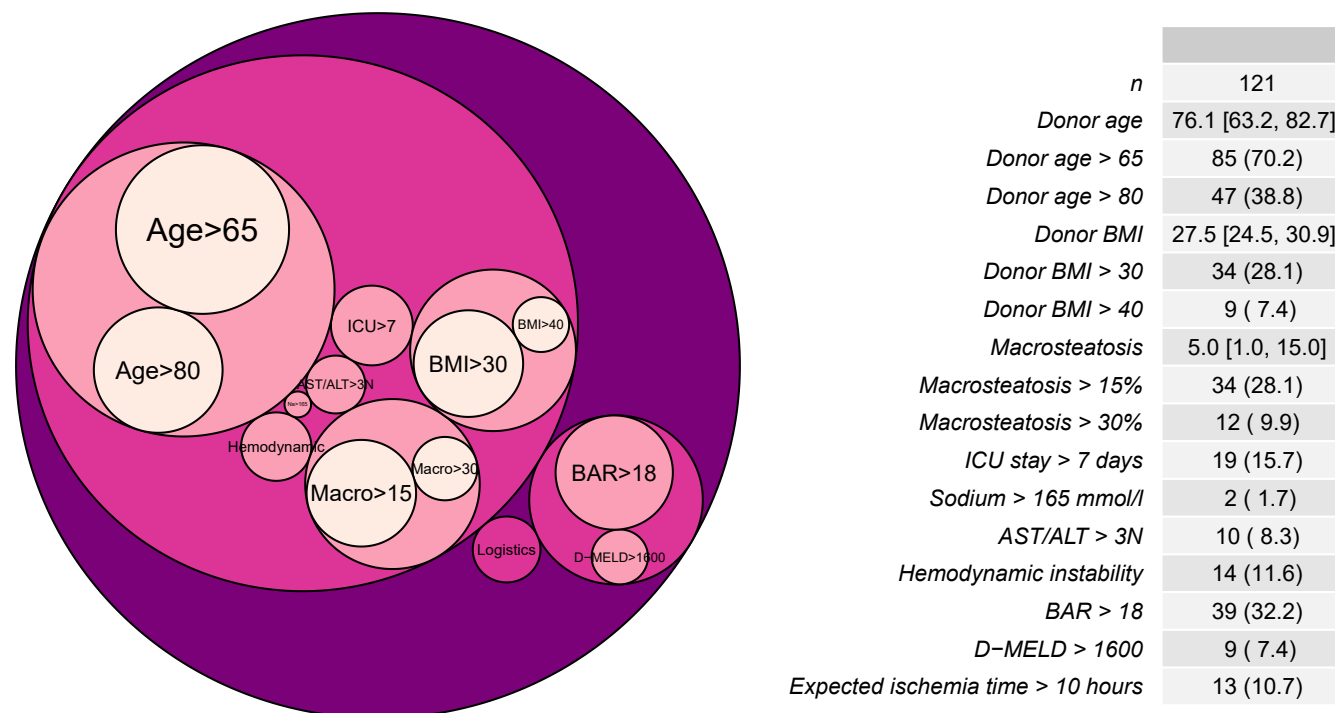 Age>65
Age>80
ICU>7
AST/ALT>3N
Na>165
Hemodynamic
BMI>30
BMI>40
Macro>15
Macro>30
BAR>18
D−MELD>1600
Logistics
n 121
Donor age 76.1 [63.2, 82.7]
Donor age > 65 85 (70.2)
Donor age > 80 47 (38.8)
Donor BMI 27.5 [24.5, 30.9]
Donor BMI > 30 34 (28.1)
Donor BMI > 40 9 ( 7.4)
Macrosteatosis 5.0 [1.0, 15.0]
Macrosteatosis > 15% 34 (28.1)
Macrosteatosis > 30% 12 ( 9.9)
ICU stay > 7 days 19 (15.7)
Sodium > 165 mmol/l 2 ( 1.7)
AST/ALT > 3N 10 ( 8.3)
Hemodynamic instability 14 (11.6)
BAR > 18 39 (32.2)
D−MELD > 1600 9 ( 7.4)
Expected ischemia time > 10 hours 13 (10.7)